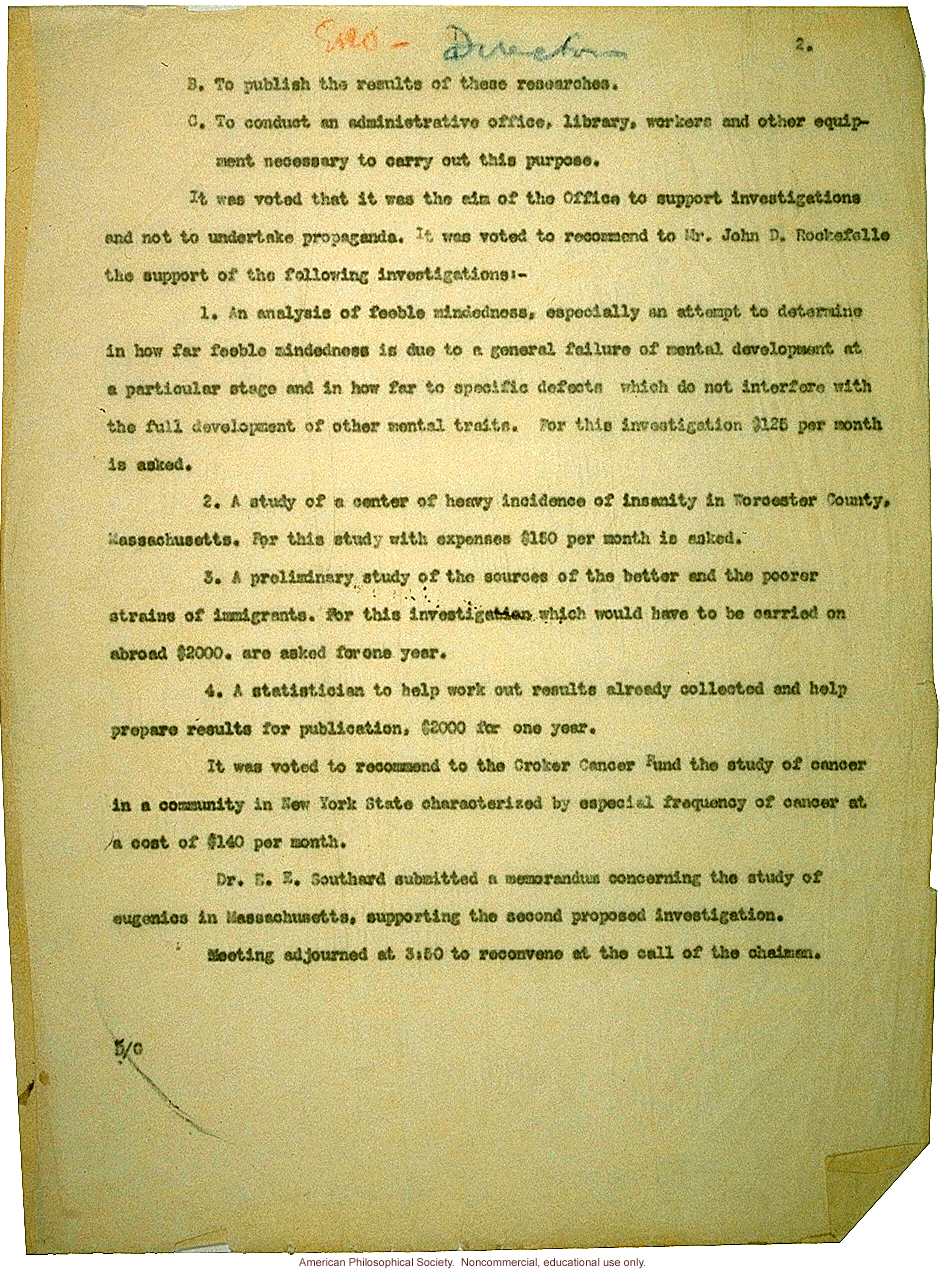 Director
2.
B. To publish the results of these researches.
C. To conduct an administrative office, library, workers and other equip-
ment necessary to carry out this purpose.
It was voted that it was the aim of the Office to support investigations
and not to undertake propaganda. It was voted to recommend to Mr. John D. Rockefelle
the support of the following investigations:-
1. An analysis of feeble mindedness, especially an attempt to determine
in how far feeble mindedness is due to a general failure of mental development at
a particular stage and in how far to specific defects which do not interfere with
the full development of other mental traits. For this investigation $125 per month
is asked.
2. A study of a center of heavy incidence of insanity in Worcester County,
Massachusetts. For this study with expenses $150 per month is asked.
3. A preliminary study of the sources of the better and the poorer
strains of immigrants. For this investigation which would have to be carried on
abroad $2000. are asked for one year.
4. A statistician to help work out results already collected and help
prepare results for publication, $2000 for one year.
It was voted to recommend to the Croker Cancer Fund the study of cancer
in a community in New York State characterized by especial frequency of cancer at
a cost of $140 per month.
Dr. E. E. Southard submitted a memorandum concerning the study of
eugenics in Massachusetts, supporting the second proposed investigation.
Meeting adjourned at 3:50 to reconvene at the call of the chaiman.
American Philosophical Society. Noncommercial, educational use only.